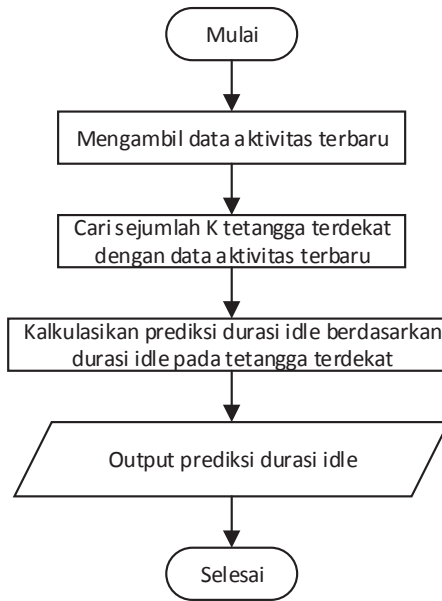 Mulai
Mengambil data aktivitas terbaru
Cari sejumlah K tetangga terdekat
dengan data aktivitas terbaru
Kalkulasikan prediksi durasi idle berdasarkan
durasi idle pada tetangga terdekat
Output prediksi durasi idle
Selesai